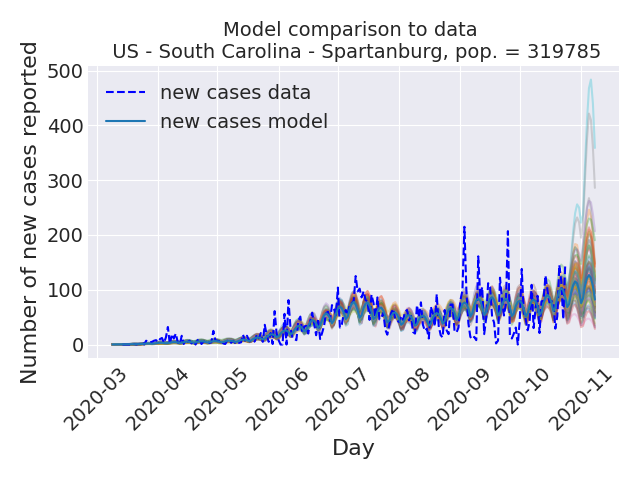 Model comparison to data
US - South Carolina - Spartanburg, pop. = 319785
Number of new cases reported
500
400
300
200
100
0
new cases data
new cases model
2020-03
2020-04
2020-05
2020-06
2020-07
2020-08
2020-09
2020-10
2020-11
Day